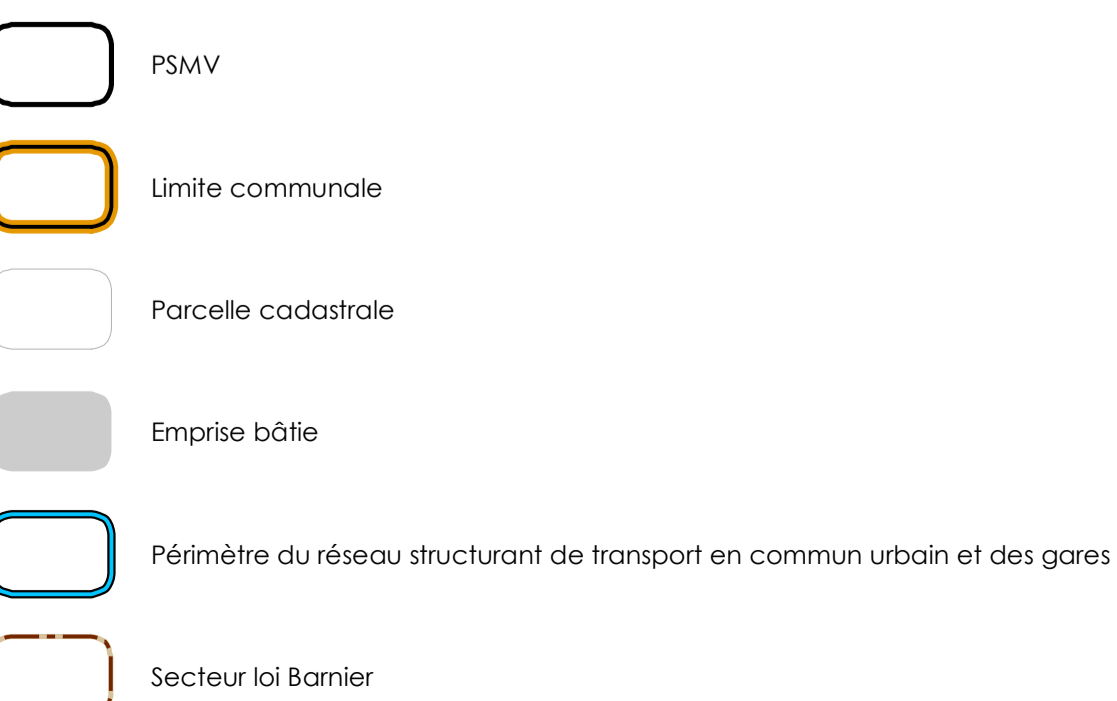 PSMV
Limite communale
Parcelle cadastrale
Emprise bâtie
Périmètre du réseau structurant de transport en commun urbain et des gares
Secteur loi Barnier